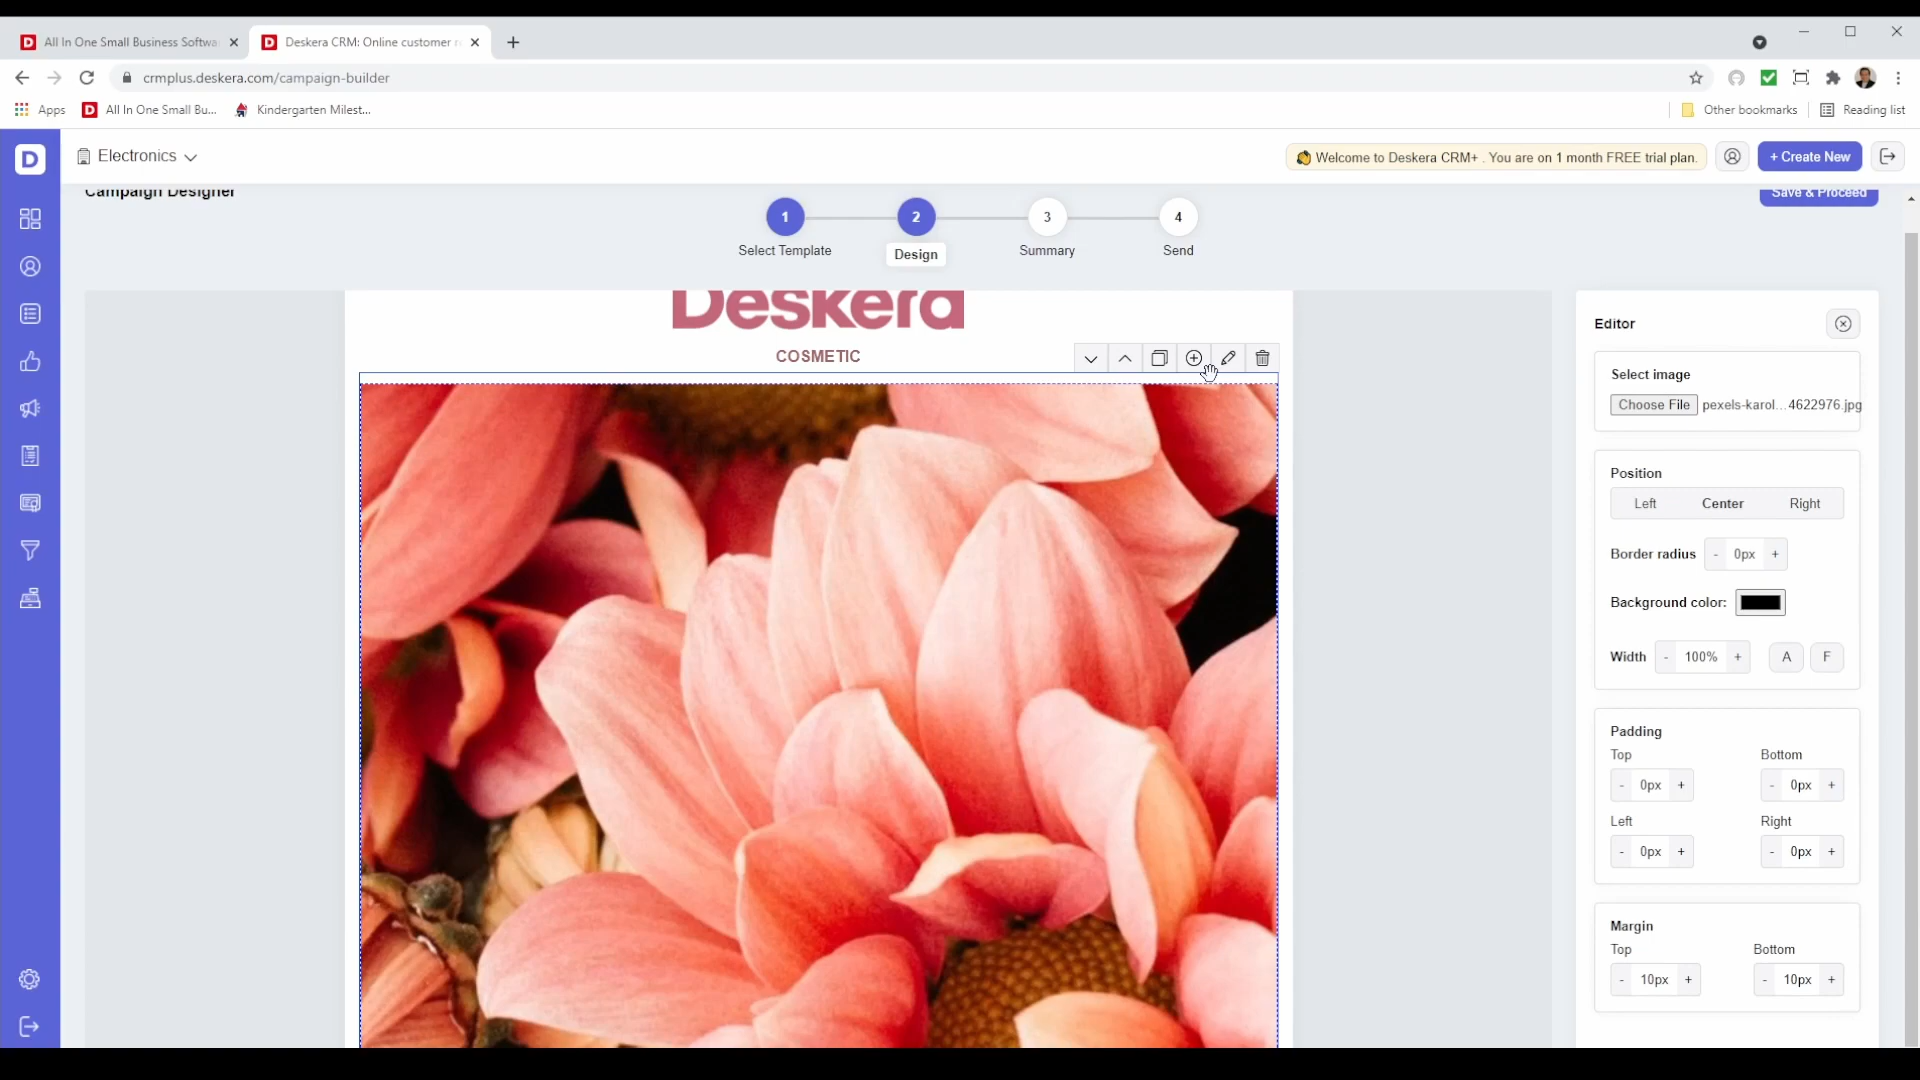 All In One Small Business Softwa
Deskera CRM: Online customer r
crmplus.deskera.com/campaign-builder
Apps
All In One Small Bu...
Kindergarten Milest...
Other bookmarks
Reading list
D
Electronics
Welcome to Deskera CRM+ . You are on 1 month FREE trial plan.
+ Create New
Campaign Designer
Save & Proceed
1
2
3
4
Select Template
Design
Summary
Send
Deskera
COSMETIC
Editor
Select image
Choose File pexels-karol...4622976.jpg
Position
Left Center Right
Border radius - 0px +
Background color:
Width - 100% + A F
Padding
Top Bottom
- 0px + - 0px +
Left Right
- 0px + - 0px +
Margin
Top Bottom
- 10px + - 10px +